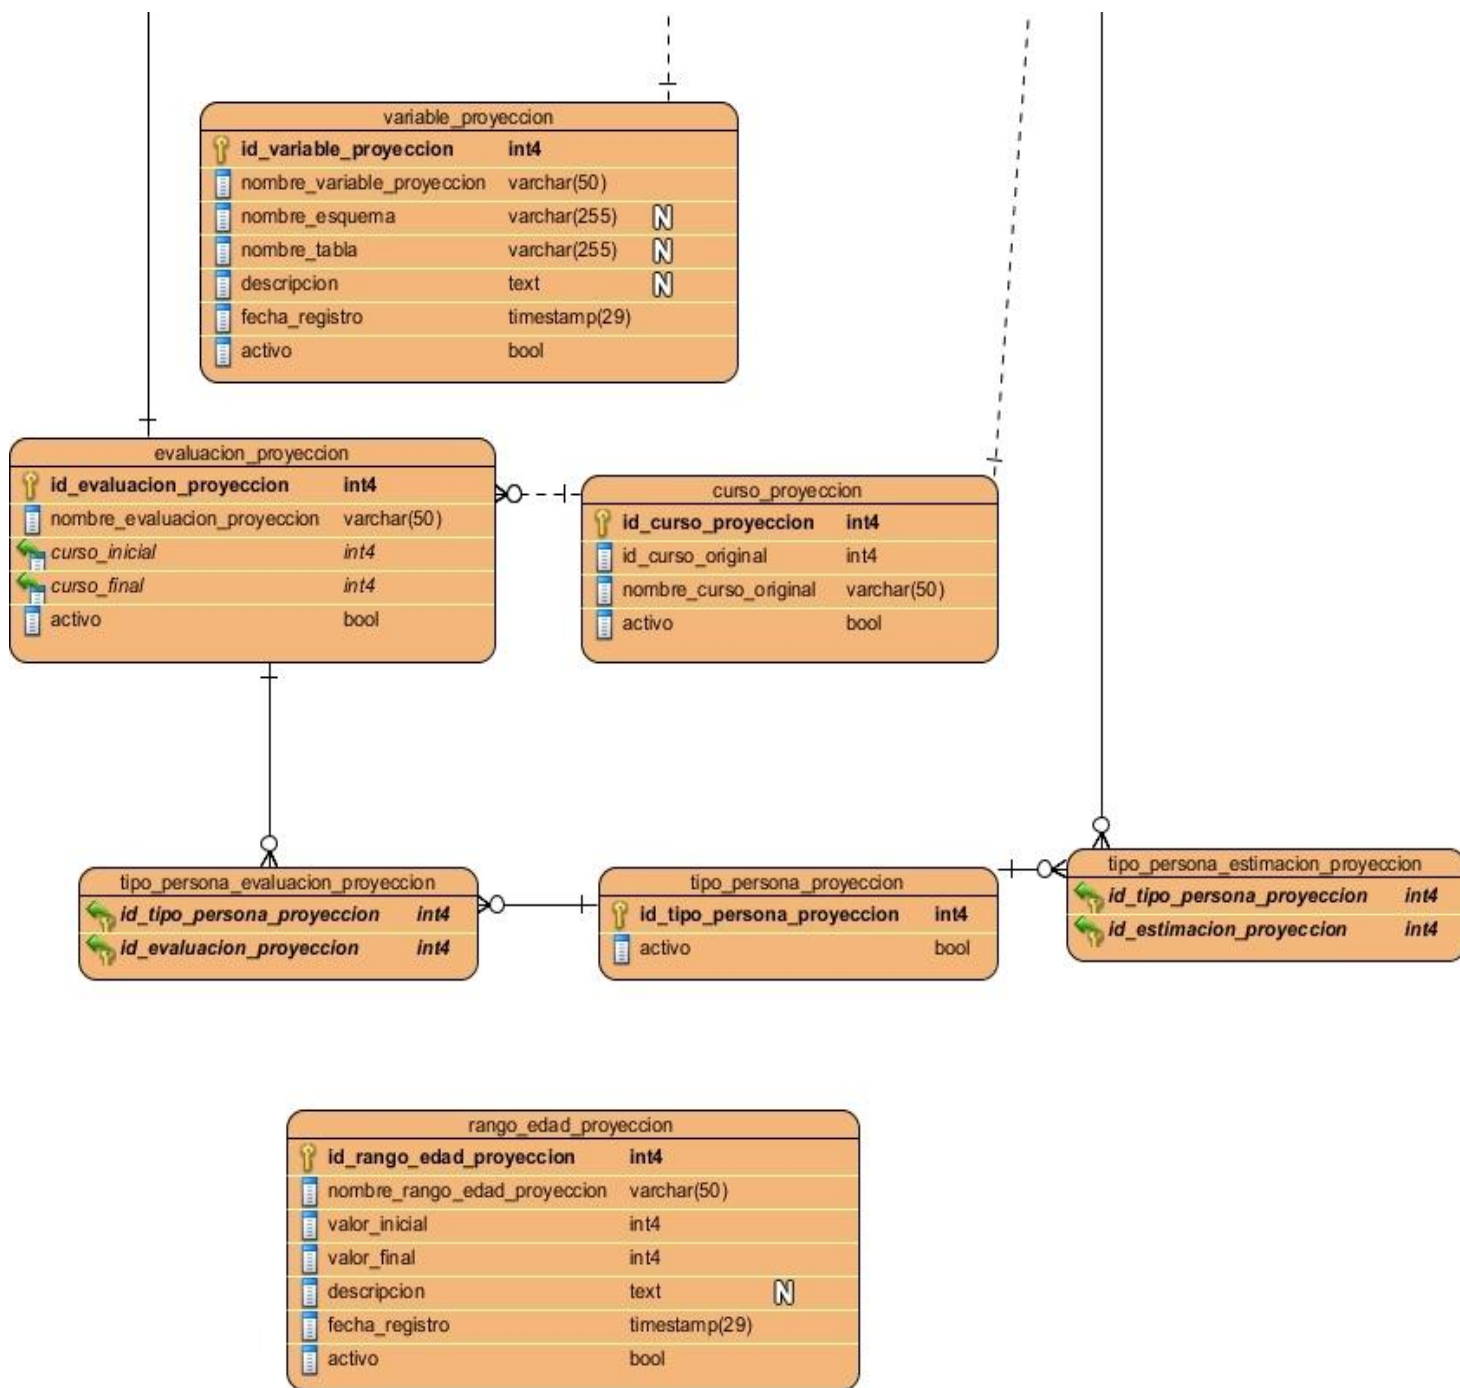 variable_proyeccion
id_variable_proyeccion int4
nombre_variable_proyeccion varchar(50)
nombre_esquema varchar(255) N
nombre_tabla varchar(255) N
descripcion text N
fecha_registro timestamp(29)
activo bool
evaluacion_proyeccion
id_evaluacion_proyeccion int4
nombre_evaluacion_proyeccion varchar(50)
curso_inicial int4
curso_final int4
activo bool
curso_proyeccion
id_curso_proyeccion int4
id_curso_original int4
nombre_curso_original varchar(50)
activo bool
tipo_persona_evaluacion_proyeccion
id_tipo_persona_proyeccion int4
id_evaluacion_proyeccion int4
tipo_persona_proyeccion
id_tipo_persona_proyeccion int4
activo bool
tipo_persona_estimacion_proyeccion
id_tipo_persona_proyeccion int4
id_estimacion_proyeccion int4
rango_edad_proyeccion
id_rango_edad_proyeccion int4
nombre_rango_edad_proyeccion varchar(50)
valor_inicial int4
valor_final int4
descripcion text N
fecha_registro timestamp(29)
activo bool